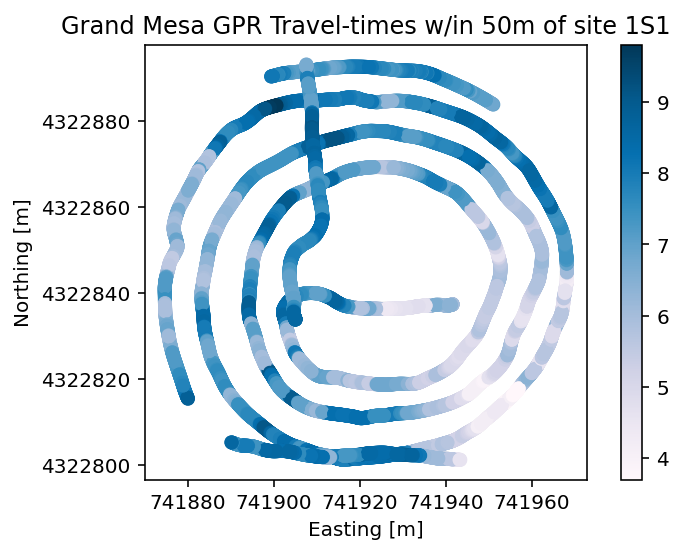 Grand Mesa GPR Travel-times w/in 50m of site 1S1
4322880
4322860
4322840
4322820
4322800
Northing [m]
741880 741900 741920 741940 741960
Easting [m]
9
8
7
6
5
4